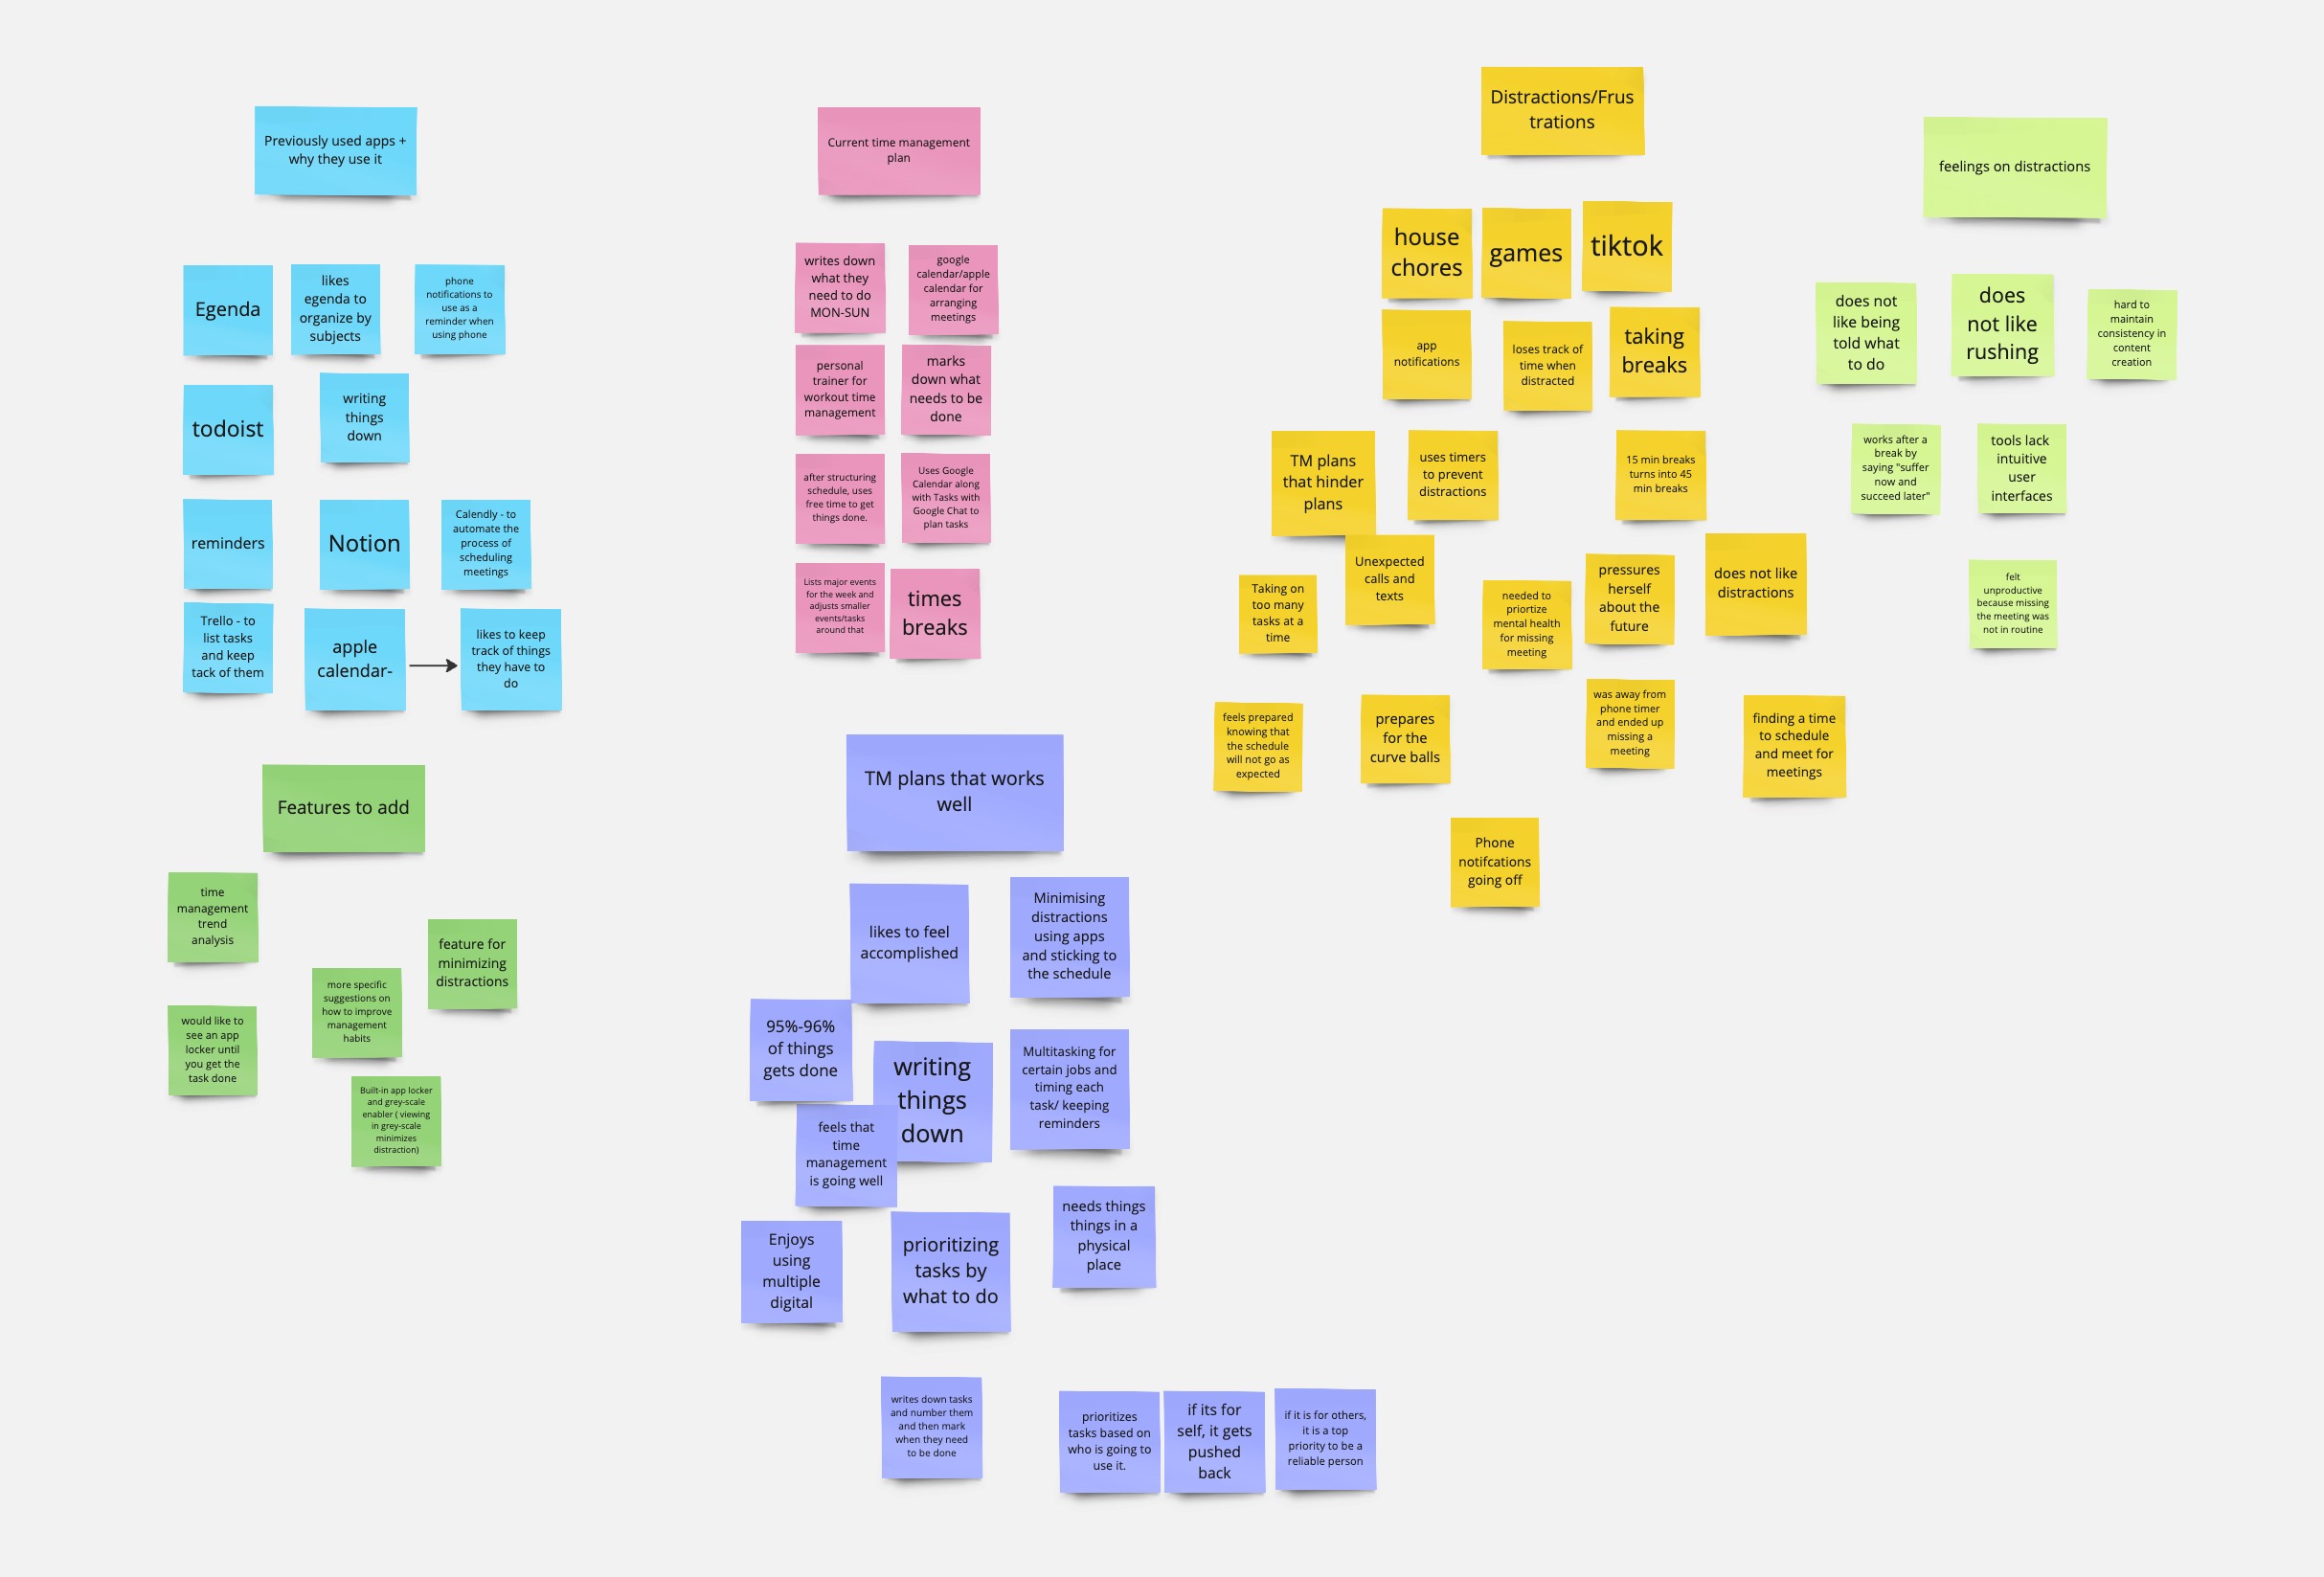 Previously used apps +
why they use it
Egenda
likes
egenda to
organize by
subjects
phone
notifications to
use as a
reminder when
using phone
todoist
writing
things
down
reminders
Notion
Calendly - to
automate the
process of
scheduling
meetings
Trello - to
list tasks
and keep
tack of them
apple
calendar-
likes to keep
track of things
they have to
do
Features to add
time
management
trend
analysis
feature for
minimizing
distractions
more specific
suggestions on
how to improve
management
habits
would like to
see an app
locker until
you get the
task done
Built-in app locker
and grey-scale
enabler ( viewing
in grey-scale
minimizes
distraction)
Current time management
plan
writes down
what they
need to do
MON-SUN
google
calendar/apple
calendar for
arranging
meetings
personal
trainer for
workout time
management
marks
down what
needs to be
done
after structuring
schedule, uses
free time to get
things done.
Uses Google
Calendar along
with Tasks with
Google Chat to
plan tasks
Lists major events
for the week and
adjusts smaller
events/tasks
around that
times
breaks
TM plans that works
well
likes to feel
accomplished
Minimising
distractions
using apps
and sticking to
the schedule
95%-96%
of things
gets done
writing
things
down
Multitasking for
certain jobs and
timing each
task/ keeping
reminders
feels that
time
management
is going well
needs things
things in a
physical
place
Enjoys
using
multiple
digital
prioritizing
tasks by
what to do
writes down tasks
and number them
and then mark
when they need
to be done
prioritizes
tasks based on
who is going to
use it.
if its for
self, it gets
pushed
back
if it is for others,
it is a top
priority to be a
reliable person
Distractions/Frus
trations
house
chores
games
tiktok
app
notifications
loses track of
time when
distracted
taking
breaks
TM plans
that hinder
plans
uses timers
to prevent
distractions
15 min breaks
turns into 45
min breaks
Unexpected
calls and
texts
Taking on
too many
tasks at a
time
needed to
priortize
mental health
for missing
meeting
pressures
herself
about the
future
does not like
distractions
feels prepared
knowing that
the schedule
will not go as
expected
prepares
for the
curve balls
was away from
phone timer
and ended up
missing a
meeting
finding a time
to schedule
and meet for
meetings
Phone
notifcations
going off
feelings on distractions
does not
like being
told what
to do
does
not like
rushing
hard to
maintain
consistency in
content
creation
works after a
break by
saying "suffer
now and
succeed later"
tools lack
intuitive
user
interfaces
felt
unproductive
because missing
the meeting was
not in routine